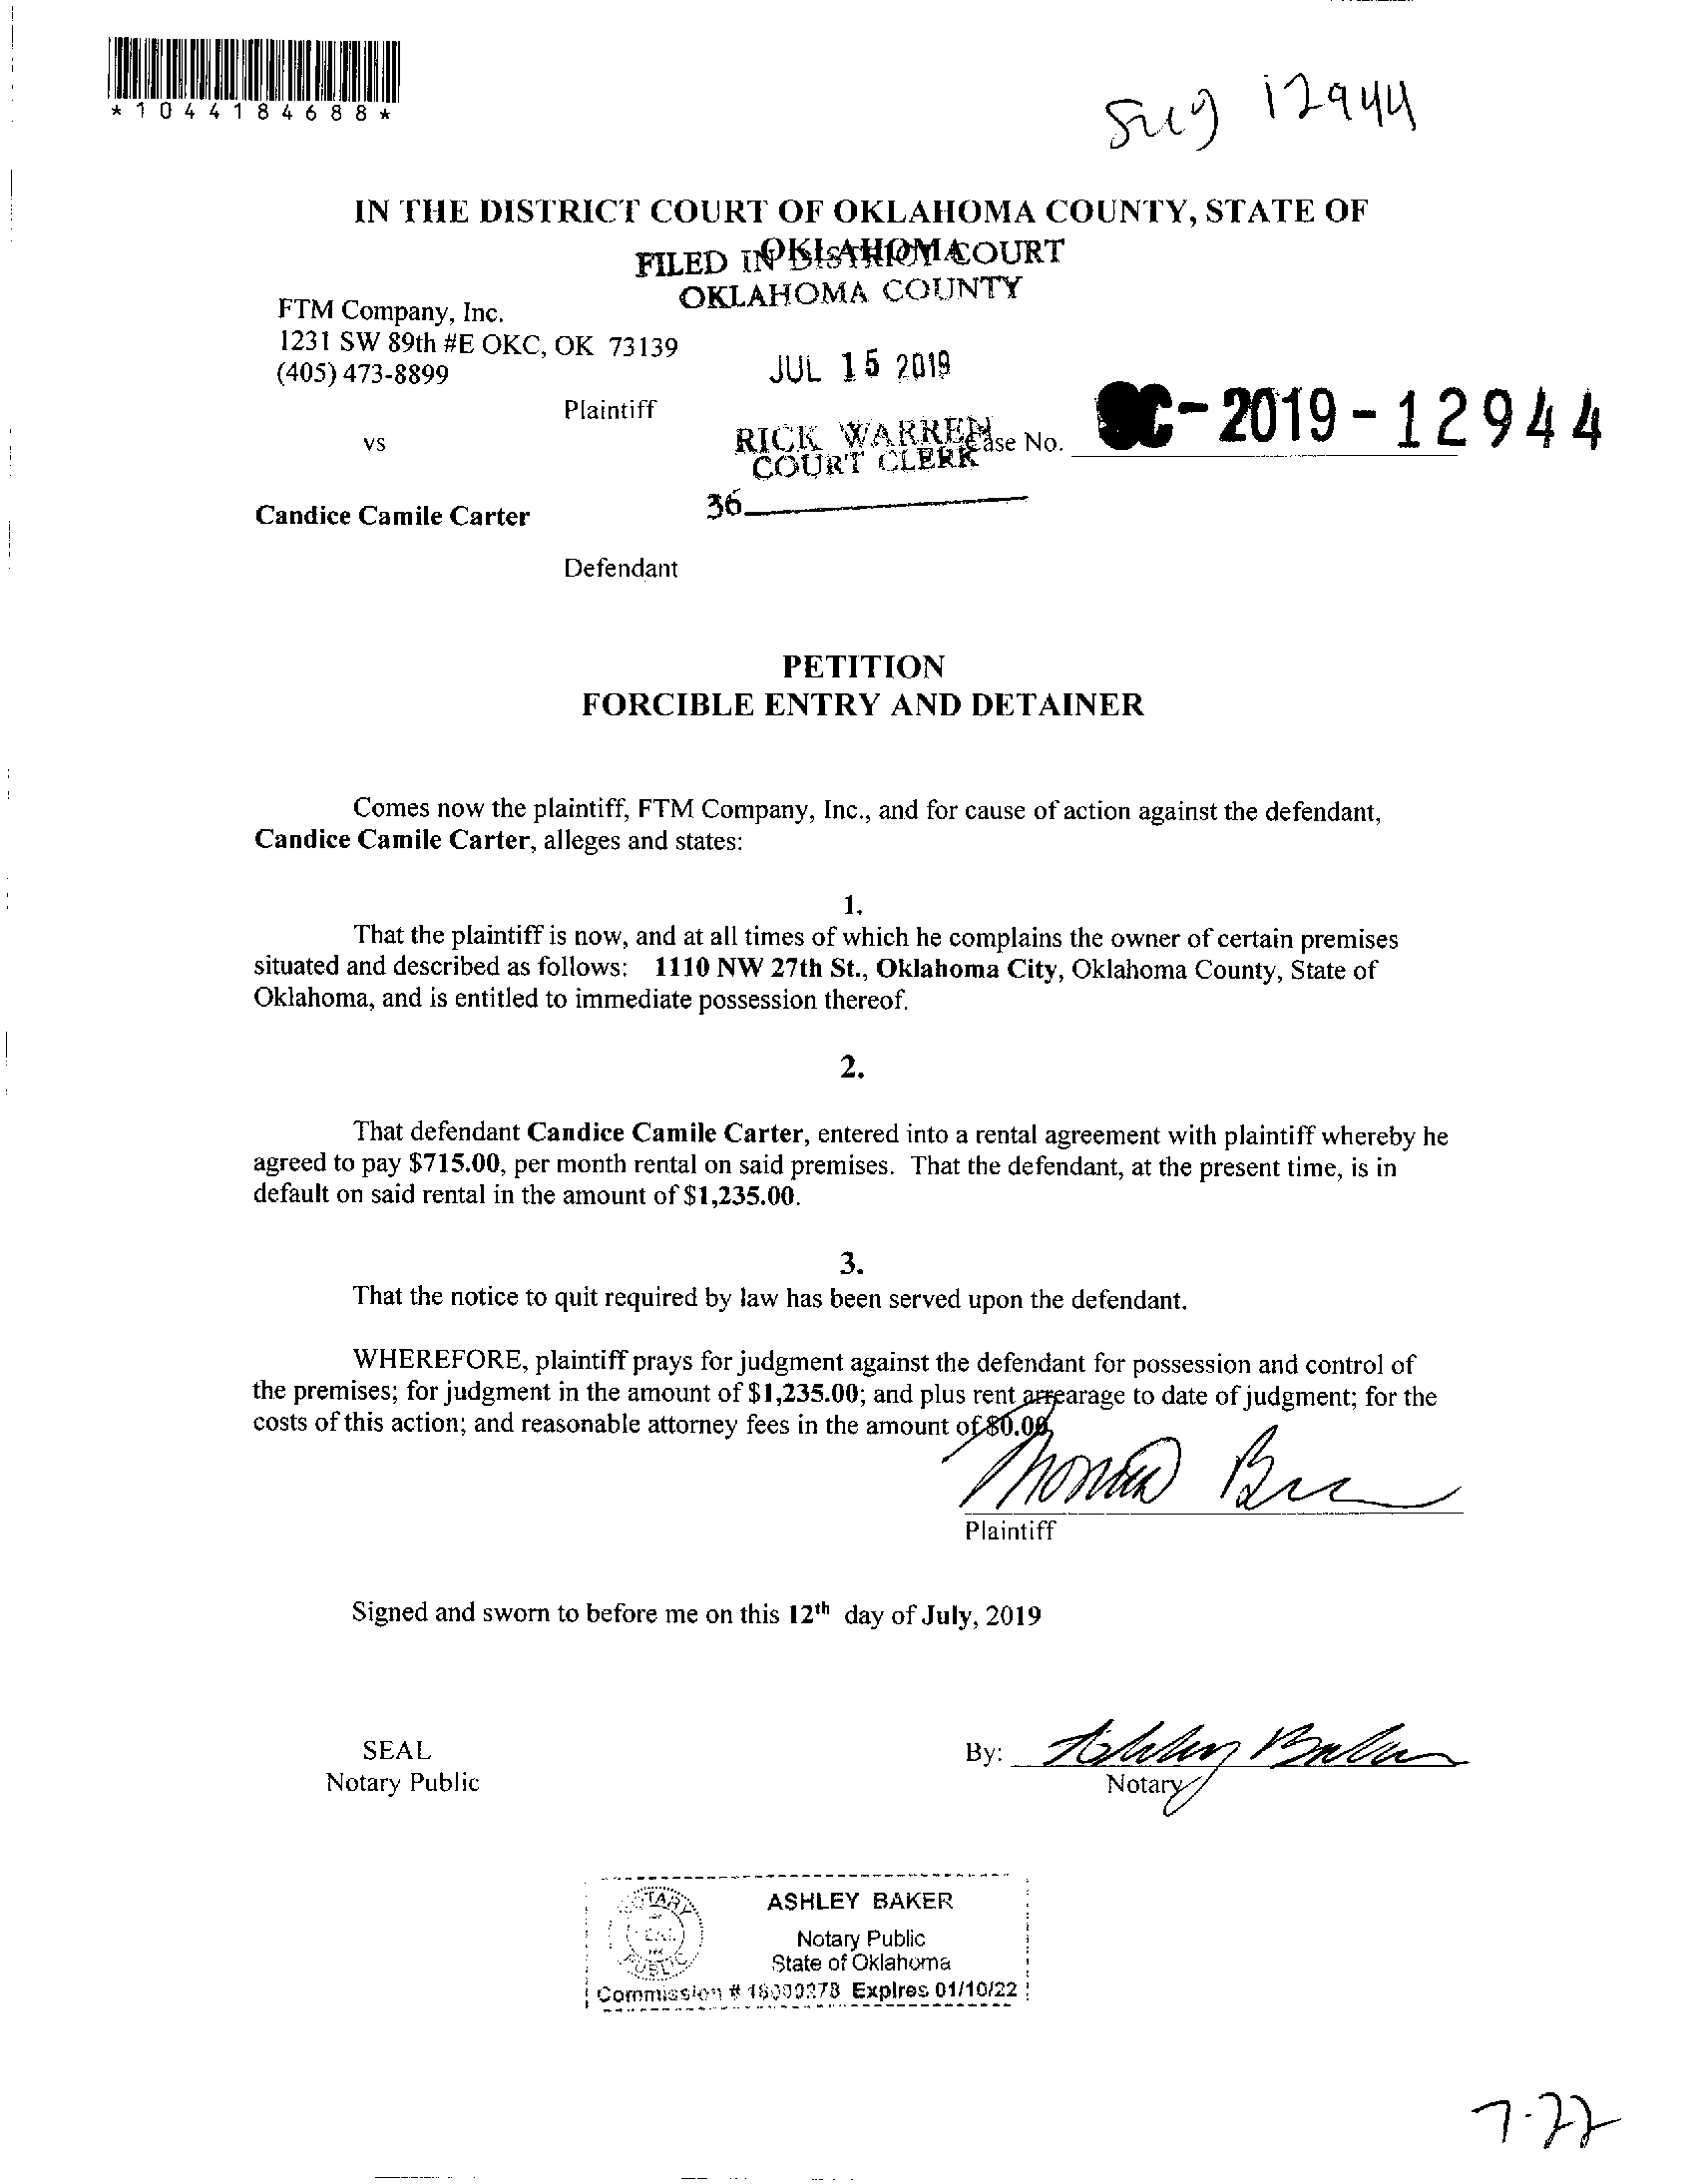 *1044184688*
12944
IN THE DISTRICT COURT OF OKLAHOMA COUNTY, STATE OF
OKLAHOMA
FILED IN DISTRICT COURT
OKLAHOMA COUNTY
FTM Company, Inc.
1231 SW 89th #E OKC, OK 73139
(405) 473-8899
JUL 15 2019
Plaintiff
vs
RICK WARREN
COURT CLERK
Case No. SC-2019-12944
36
Candice Camile Carter
Defendant
PETITION
FORCIBLE ENTRY AND DETAINER
Comes now the plaintiff, FTM Company, Inc., and for cause of action against the defendant,
Candice Camile Carter, alleges and states:
1.
That the plaintiff is now, and at all times of which he complains the owner of certain premises
situated and described as follows: 1110 NW 27th St., Oklahoma City, Oklahoma County, State of
Oklahoma, and is entitled to immediate possession thereof.
2.
That defendant Candice Camile Carter, entered into a rental agreement with plaintiff whereby he
agreed to pay $715.00, per month rental on said premises. That the defendant, at the present time, is in
default on said rental in the amount of $1,235.00.
3.
That the notice to quit required by law has been served upon the defendant.
WHEREFORE, plaintiff prays for judgment against the defendant for possession and control of
the premises; for judgment in the amount of $1,235.00; and plus rent arrearage to date of judgment; for the
costs of this action; and reasonable attorney fees in the amount of $0.00.
Plaintiff
Signed and sworn to before me on this 12th day of July, 2019
SEAL
Notary Public
By: Ashley Baker
Notary
NOTARY
PUBLIC
ASHLEY BAKER
Notary Public
State of Oklahoma
Commission # 18000278 Expires 01/10/22
7-22